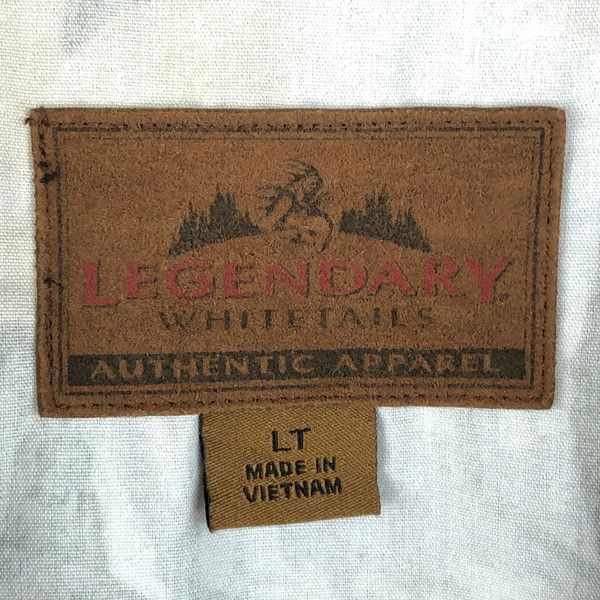 LEGENDARY®
WHITETAILS
AUTHENTIC APPAREL
LT
MADE IN
VIETNAM